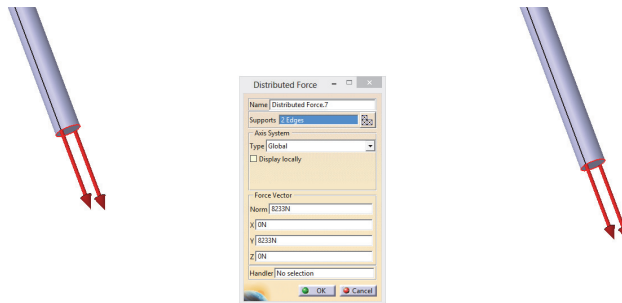 Distributed Force
Name Distributed Force.7
Supports 2 Edges
Axis System
Type Global
Display locally
Force Vector
Norm 8233N
X 0N
Y 8233N
Z 0N
Handler No selection
OK Cancel